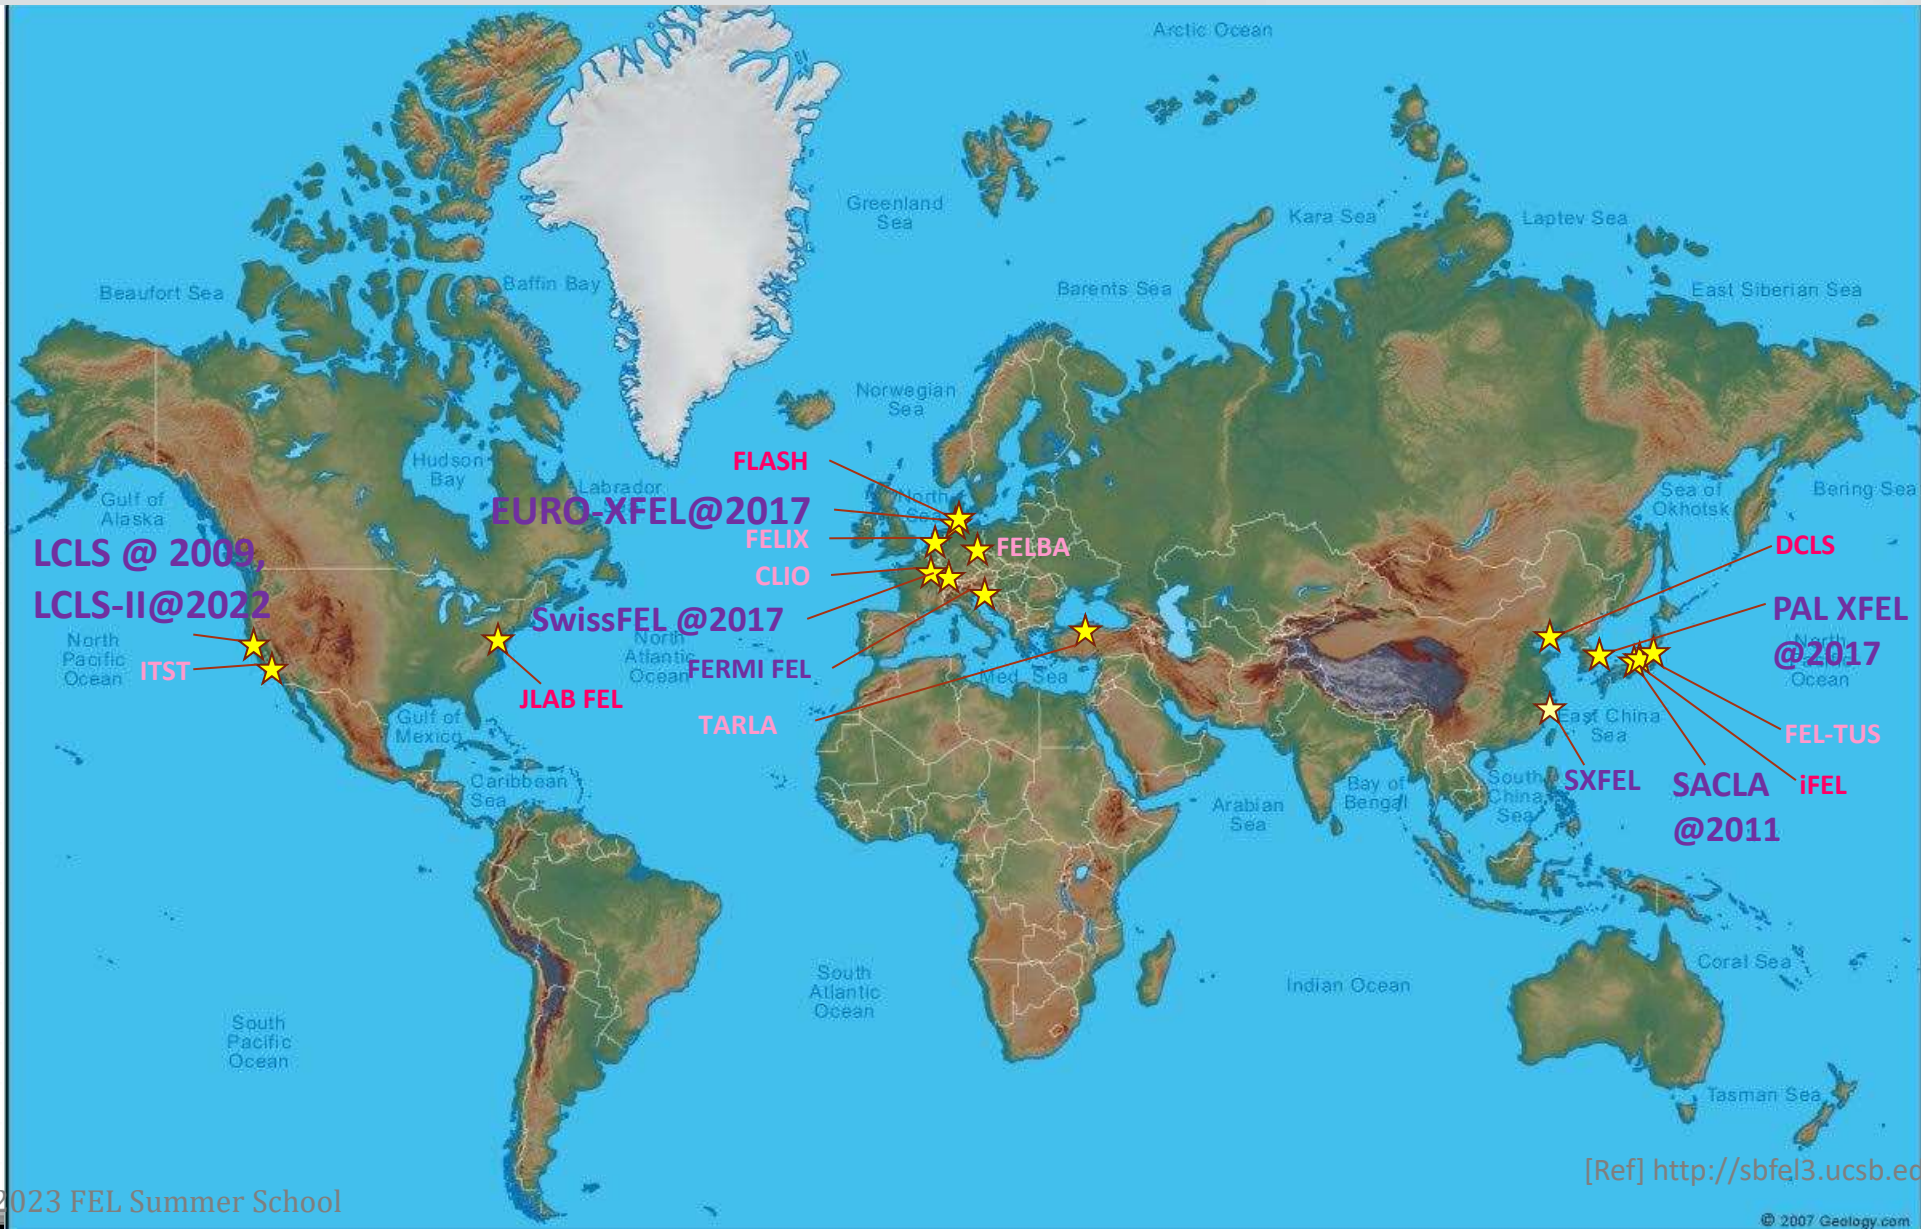 Arctic Ocean
Greenland
Sea
Kara Sea
Laptev Sea
Beaufort Sea
Baffin Bay
Barents Sea
East Siberian Sea
Norwegian
Sea
Hudson
Bay
Labrador
North
Gulf of
Alaska
Sea of
Okhotsk
Bering Sea
FLASH
EURO-XFEL@2017
FELIX
FELBA
CLIO
SwissFEL @2017
FERMI FEL
TARLA
LCLS @ 2009,
LCLS-II@2022
North
Pacific
Ocean
ITST
JLAB FEL
North
Atlantic
Ocean
Med Sea
DCLS
PAL XFEL
@2017
North
Ocean
Gulf of
Mexico
Caribbean
Sea
East China
Sea
FEL-TUS
SXFEL
SACLA
@2011
iFEL
Arabian
Sea
Bay of
Bengal
South
China
Sea
South
Atlantic
Ocean
Indian Ocean
Coral Sea
South
Pacific
Ocean
Tasman Sea
[Ref] http://sbfel3.ucsb.ed
2023 FEL Summer School
© 2007 Geology.com